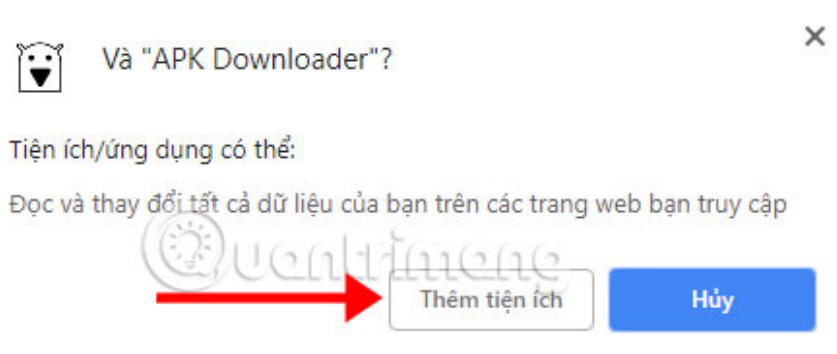 Và "APK Downloader"?
Tiện ích/ứng dụng có thể:
Đọc và thay đổi tất cả dữ liệu của bạn trên các trang web bạn truy cập
Quantrimang
Thêm tiện ích
Hủy